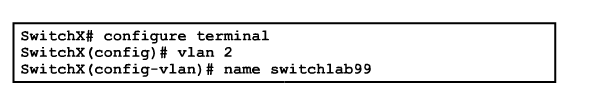 SwitchX# configure terminal
SwitchX(config)# vlan 2
SwitchX(config-vlan)# name switchlab99